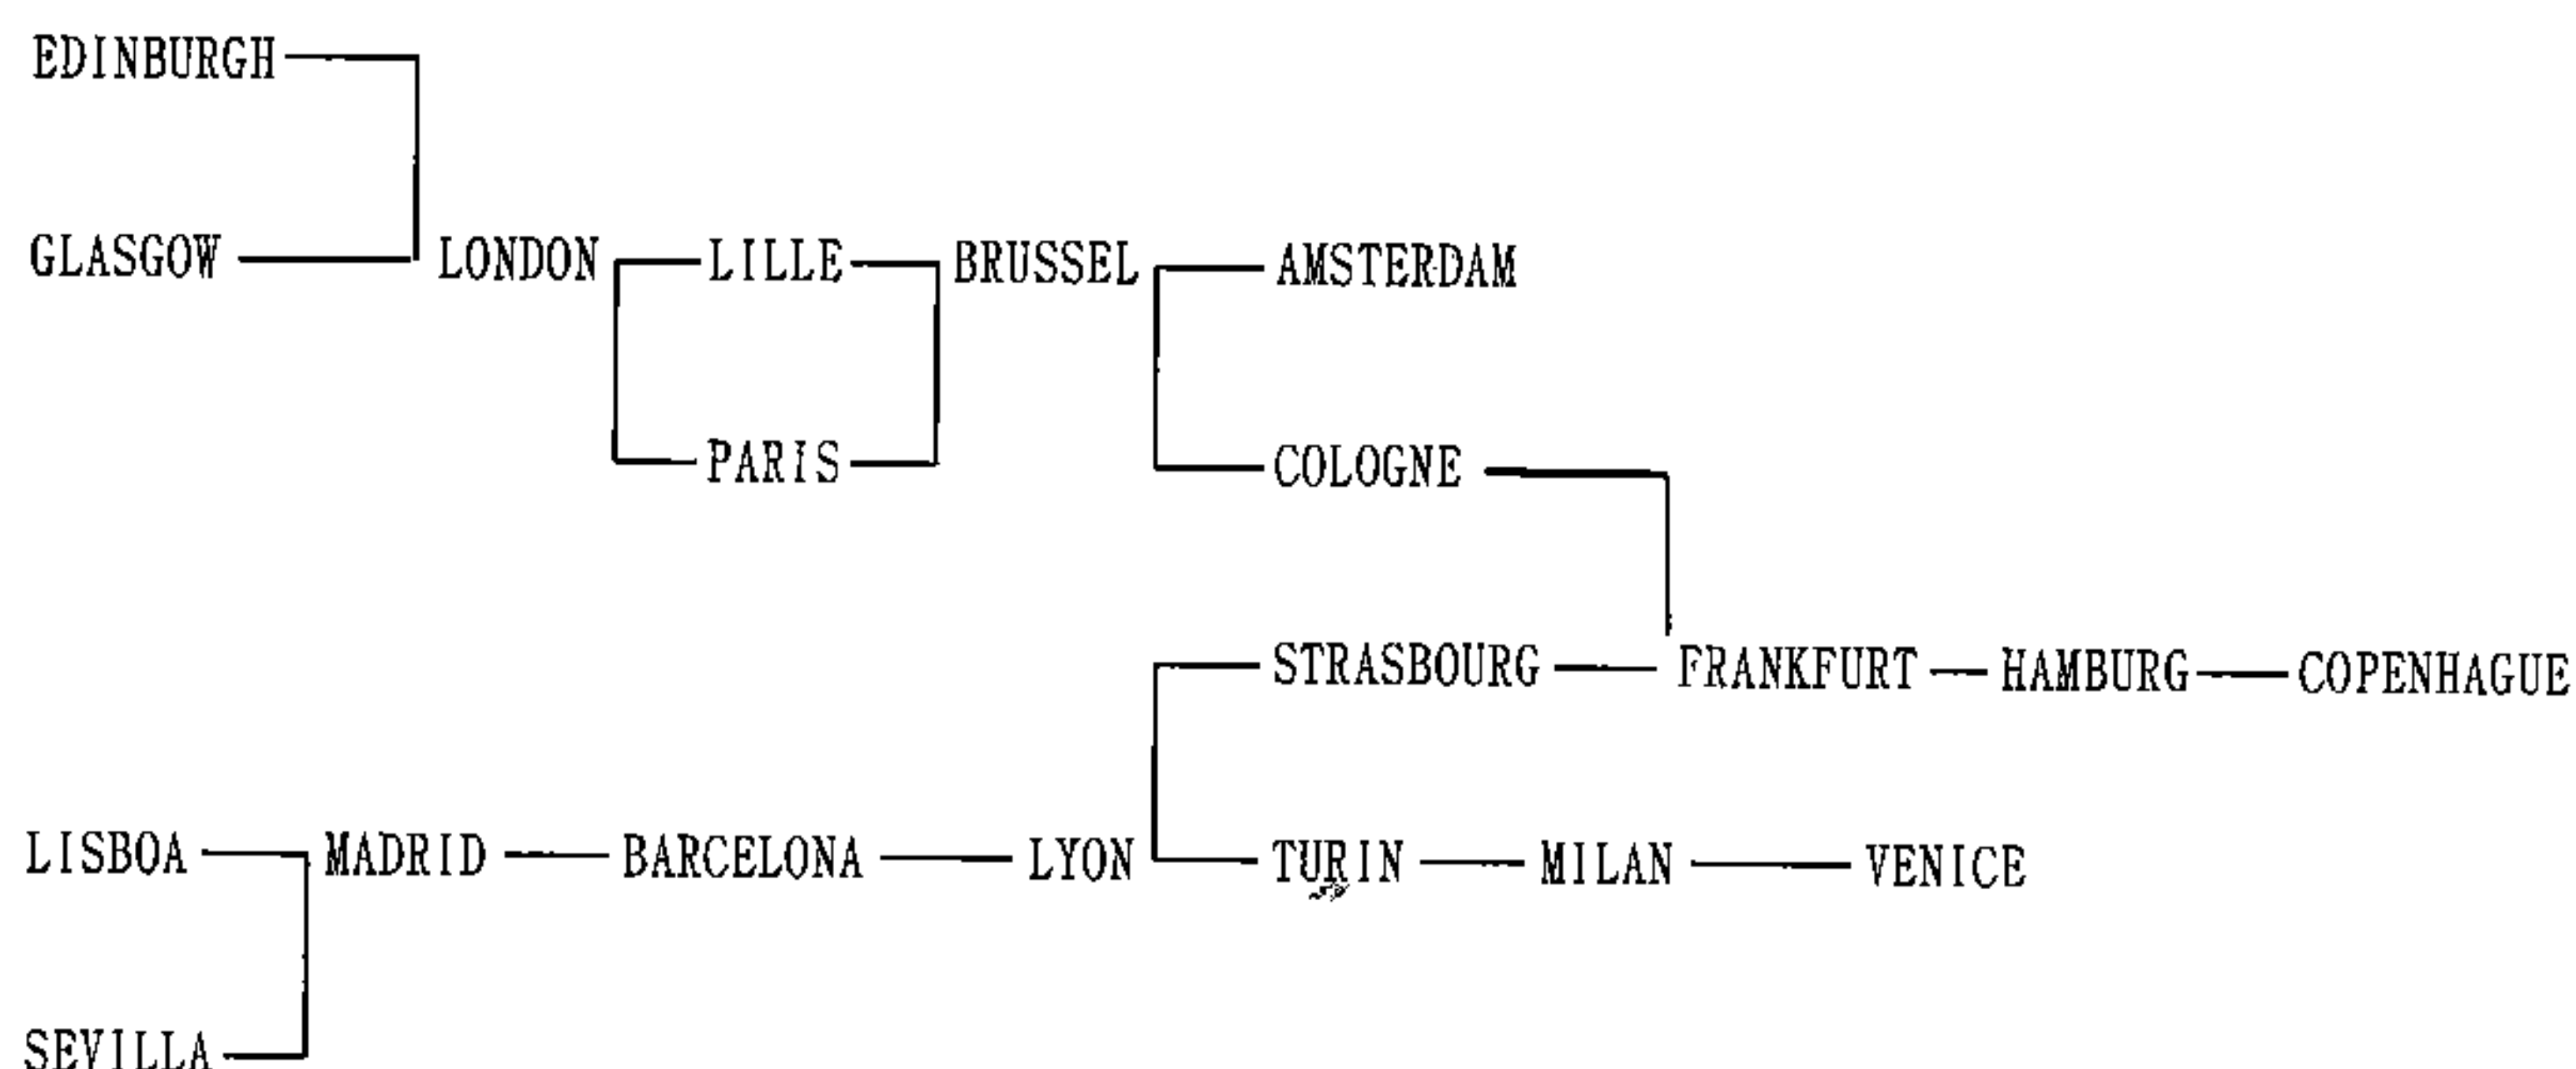 EDINBURGH
GLASGOW LONDON LILLE BRUSSEL AMSTERDAM
PARIS COLOGNE
STRASBOURG FRANKFURT HAMBURG COPENHAGUE
LISBOA MADRID BARCELONA LYON TURIN MILAN VENICE
SEVILLA